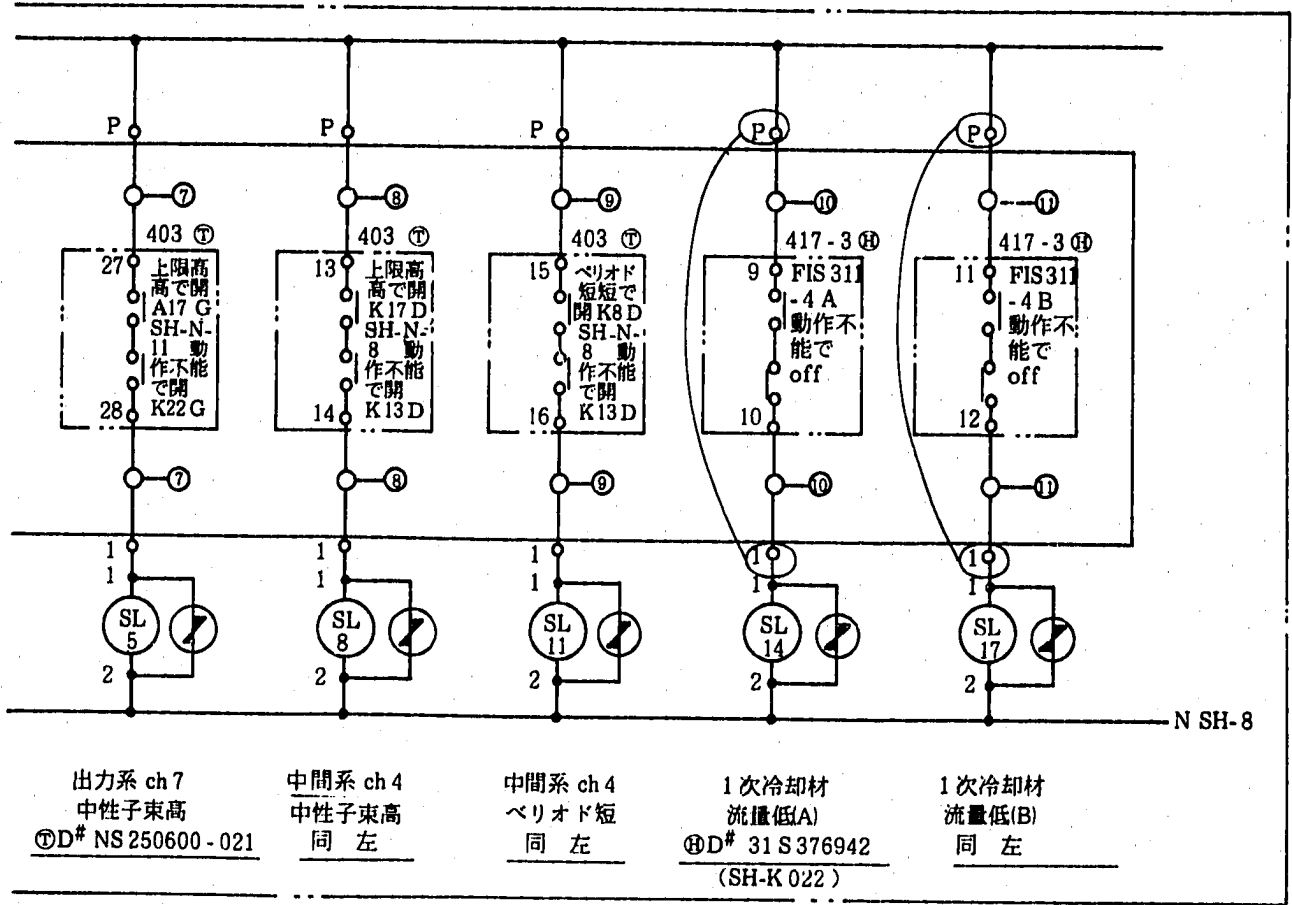 P
P
P
P
P
⑦
⑧
⑨
⑩
⑪
403 Ⓣ
403 Ⓣ
403 Ⓣ
417-3 Ⓗ
417-3 Ⓗ
27
上限高
高で開
A17 G
SH-N-
11 動
作不能
で開
28 K22 G
13
上限高
高で開
K17 D
SH-N-
8 動
作不能
で開
14 K13 D
15
ペリオド
短短で
開 K8 D
SH-N-
8 動
作不能
で開
16 K13 D
9 FIS 311
-4 A
動作不
能で
off
10
11 FIS 311
-4 B
動作不
能で
off
12
⑦
⑧
⑨
⑩
⑪
1
1
1
1
1
1
1
1
1
1
SL
5
SL
8
SL
11
SL
14
SL
17
2
2
2
2
2
N SH-8
出力系 ch 7
中性子束高
ⓉD# NS 250600-021
中間系 ch 4
中性子束高
同 左
中間系 ch 4
ペリオド短
同 左
1 次冷却材
流量低(A)
ⒽD# 31 S 376942
(SH-K 022)
1 次冷却材
流量低(B)
同 左